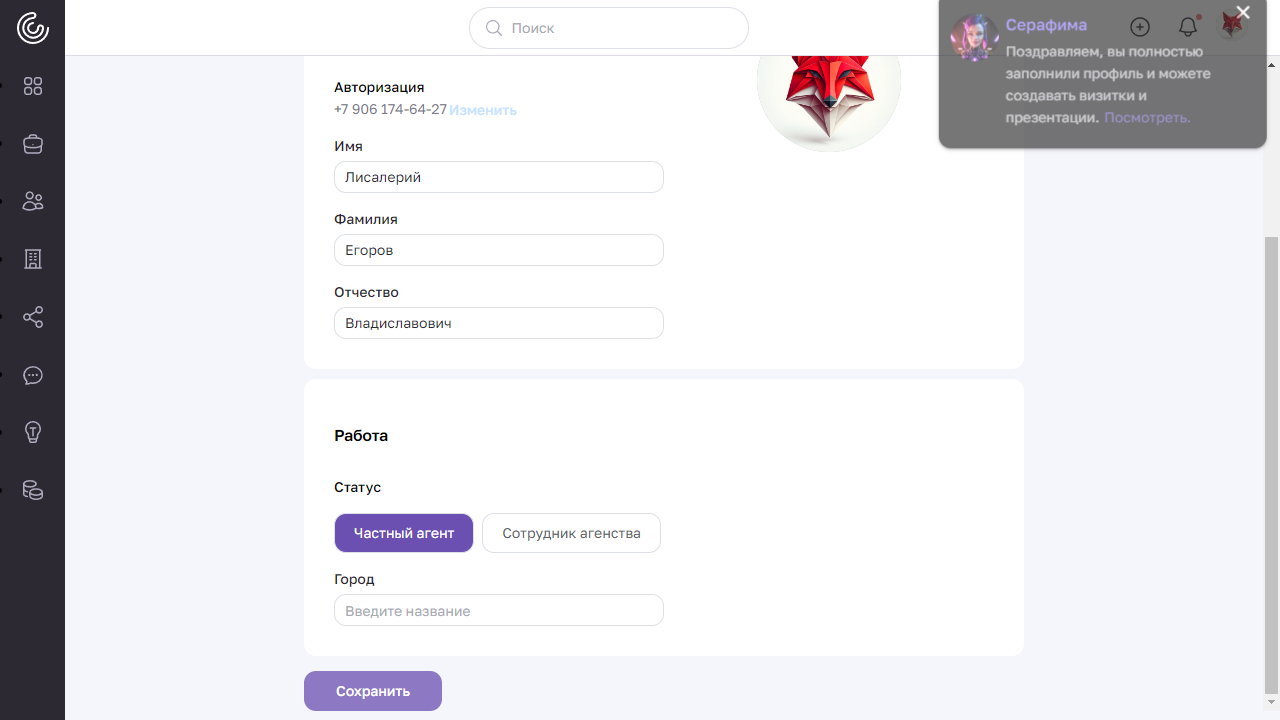 Поиск
Серафима
Поздравляем, вы полностью
заполнили профиль и можете
создавать визитки и
презентации. Посмотреть.
Авторизация
+7 906 174-64-27 Изменить
Имя
Лисалерий
Фамилия
Егоров
Отчество
Владиславович
Работа
Статус
Частный агент Сотрудник агенства
Город
Введите название
Сохранить